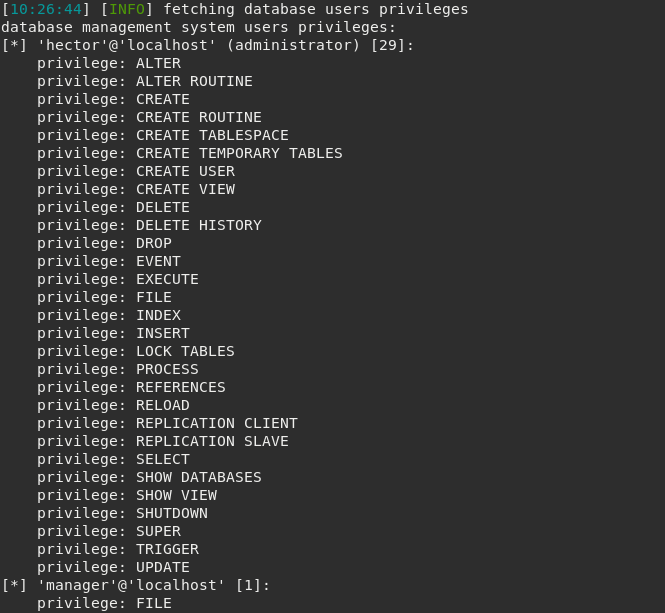 [10:26:44] [INFO] fetching database users privileges
database management system users privileges:
[*] 'hector'@'localhost' (administrator) [29]:
    privilege: ALTER
    privilege: ALTER ROUTINE
    privilege: CREATE
    privilege: CREATE ROUTINE
    privilege: CREATE TABLESPACE
    privilege: CREATE TEMPORARY TABLES
    privilege: CREATE USER
    privilege: CREATE VIEW
    privilege: DELETE
    privilege: DELETE HISTORY
    privilege: DROP
    privilege: EVENT
    privilege: EXECUTE
    privilege: FILE
    privilege: INDEX
    privilege: INSERT
    privilege: LOCK TABLES
    privilege: PROCESS
    privilege: REFERENCES
    privilege: RELOAD
    privilege: REPLICATION CLIENT
    privilege: REPLICATION SLAVE
    privilege: SELECT
    privilege: SHOW DATABASES
    privilege: SHOW VIEW
    privilege: SHUTDOWN
    privilege: SUPER
    privilege: TRIGGER
    privilege: UPDATE
[*] 'manager'@'localhost' [1]:
    privilege: FILE